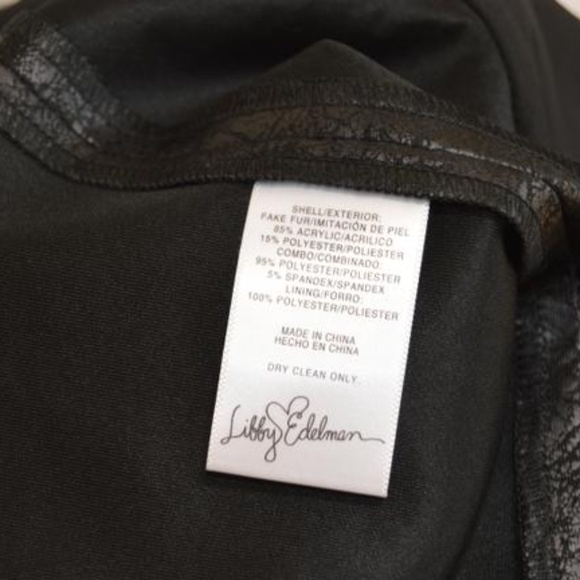 SHELL/EXTERIOR:
FAKE FUR/IMITACIÓN DE PIEL
85% ACRYLIC/ACRILICO
15% POLYESTER/POLIESTER
COMBO/COMBINADO:
95% POLYESTER/POLIESTER
5% SPANDEX/SPANDEX
LINING/FORRO:
100% POLYESTER/POLIESTER
MADE IN CHINA
HECHO EN CHINA
DRY CLEAN ONLY.
Libby Edelman